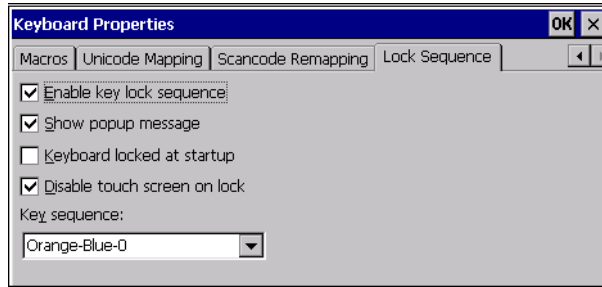 Keyboard Properties OK ×
Macros Unicode Mapping Scancode Remapping Lock Sequence
Enable key lock sequence
Show popup message
Keyboard locked at startup
Disable touch screen on lock
Key sequence:
Orange-Blue-0